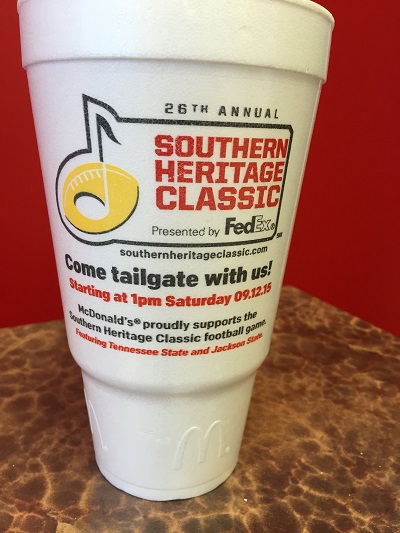 26TH ANNUAL
SOUTHERN
HERITAGE
CLASSIC
Presented by FedEx® SM
southernheritageclassic.com
Come tailgate with us!
Starting at 1pm Saturday 09.12.15
McDonald's® proudly supports the
Southern Heritage Classic football game.
Featuring Tennessee State and Jackson State.